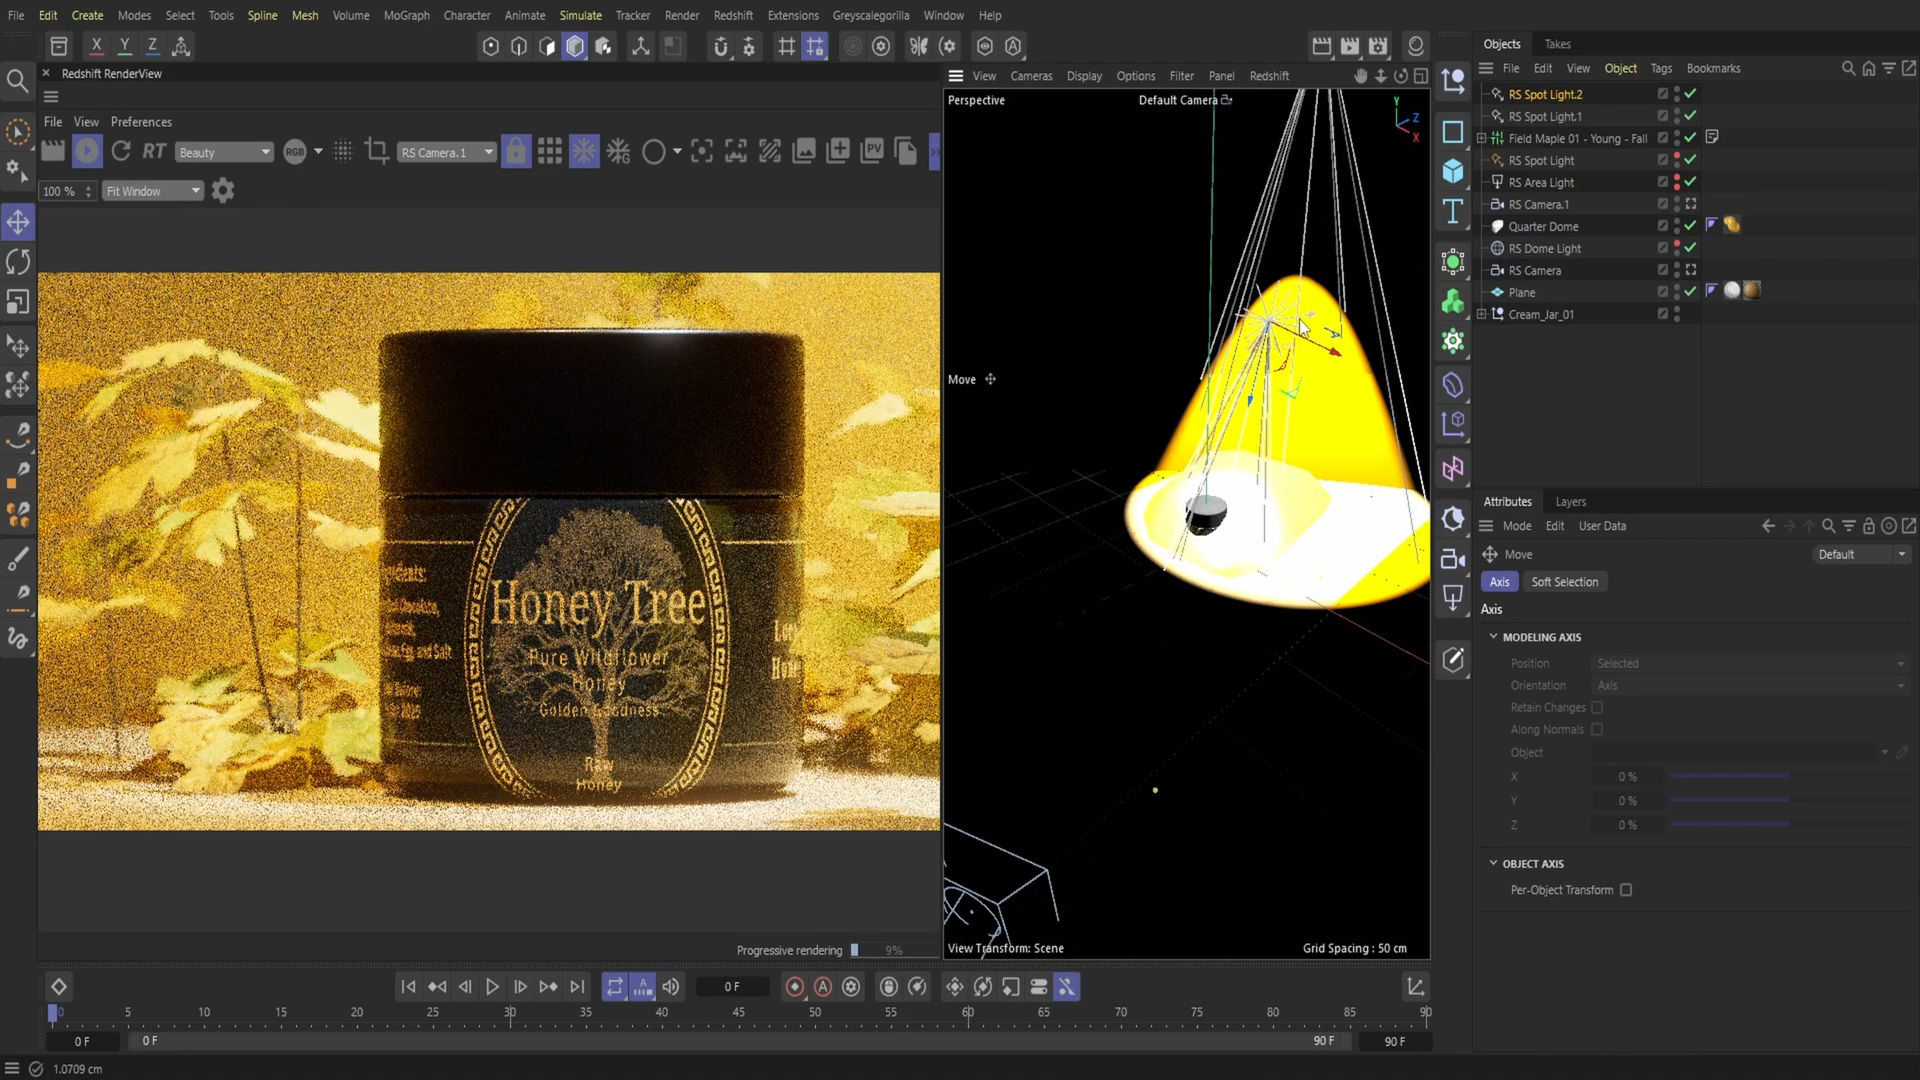 File Edit Create Modes Select Tools Spline Mesh Volume MoGraph Character Animate Simulate Tracker Render Redshift Extensions Greyscalegorilla Window Help
X Y Z
Redshift RenderView
File View Preferences
RT Beauty RGB RS Camera.1 PV
100 % Fit Window
Honey Tree
Pure Wildflower
Honey
Golden Goodness
Raw
Honey
Progressive rendering 9%
View Cameras Display Options Filter Panel Redshift
Perspective Default Camera
Y
Z
X
Move
View Transform: Scene Grid Spacing : 50 cm
Objects Takes
File Edit View Object Tags Bookmarks
RS Spot Light.2
RS Spot Light.1
Field Maple 01 - Young - Fall
RS Spot Light
RS Area Light
RS Camera.1
Quarter Dome
RS Dome Light
RS Camera
Plane
Cream_Jar_01
Attributes Layers
Mode Edit User Data
Move Default
Axis Soft Selection
Axis
MODELING AXIS
Position Selected
Orientation Axis
Retain Changes
Along Normals
Object
X 0 %
Y 0 %
Z 0 %
OBJECT AXIS
Per-Object Transform
0 F
0 5 10 15 20 25 30 35 40 45 50 55 60 65 70 75 80 85 90
0 F 0 F 90 F 90 F
1.0709 cm